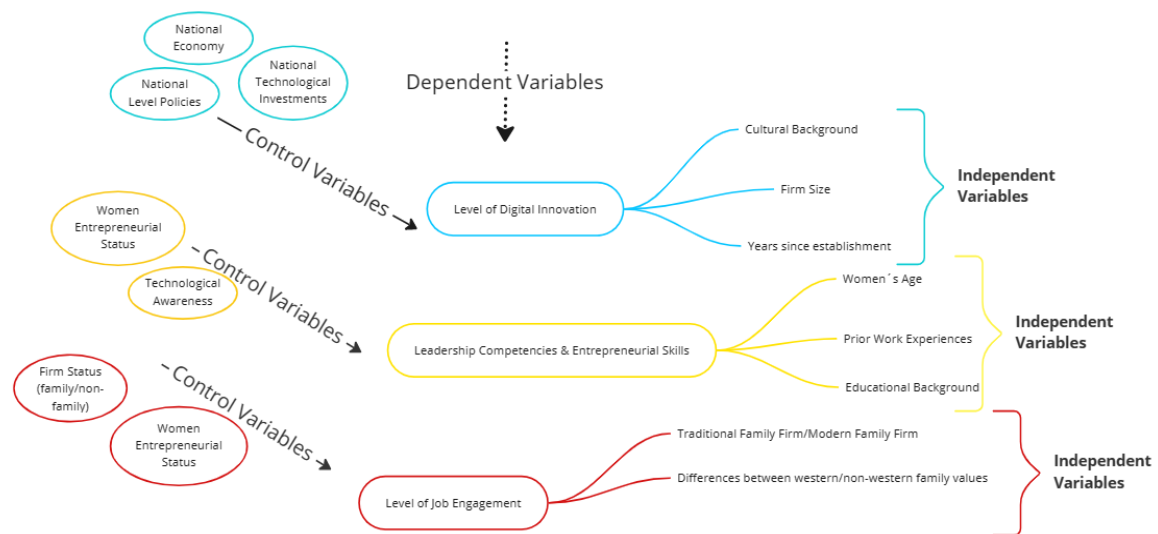 National
Economy
National
Technological
Investments
National
Level Policies
Dependent Variables
Control Variables
Level of Digital Innovation
Cultural Background
Firm Size
Years since establishment
Independent
Variables
Women
Entrepreneurial
Status
Technological
Awareness
Control Variables
Leadership Competencies & Entrepreneurial Skills
Women´s Age
Prior Work Experiences
Educational Background
Independent
Variables
Firm Status
(family/non-
family)
Women
Entrepreneurial
Status
Control Variables
Level of Job Engagement
Traditional Family Firm/Modern Family Firm
Differences between western/non-western family values
Independent
Variables